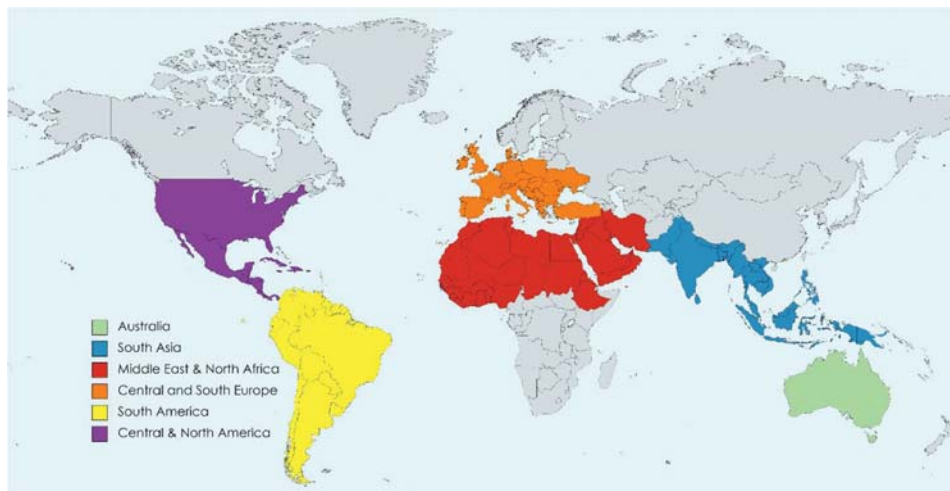 Australia
South Asia
Middle East & North Africa
Central and South Europe
South America
Central & North America